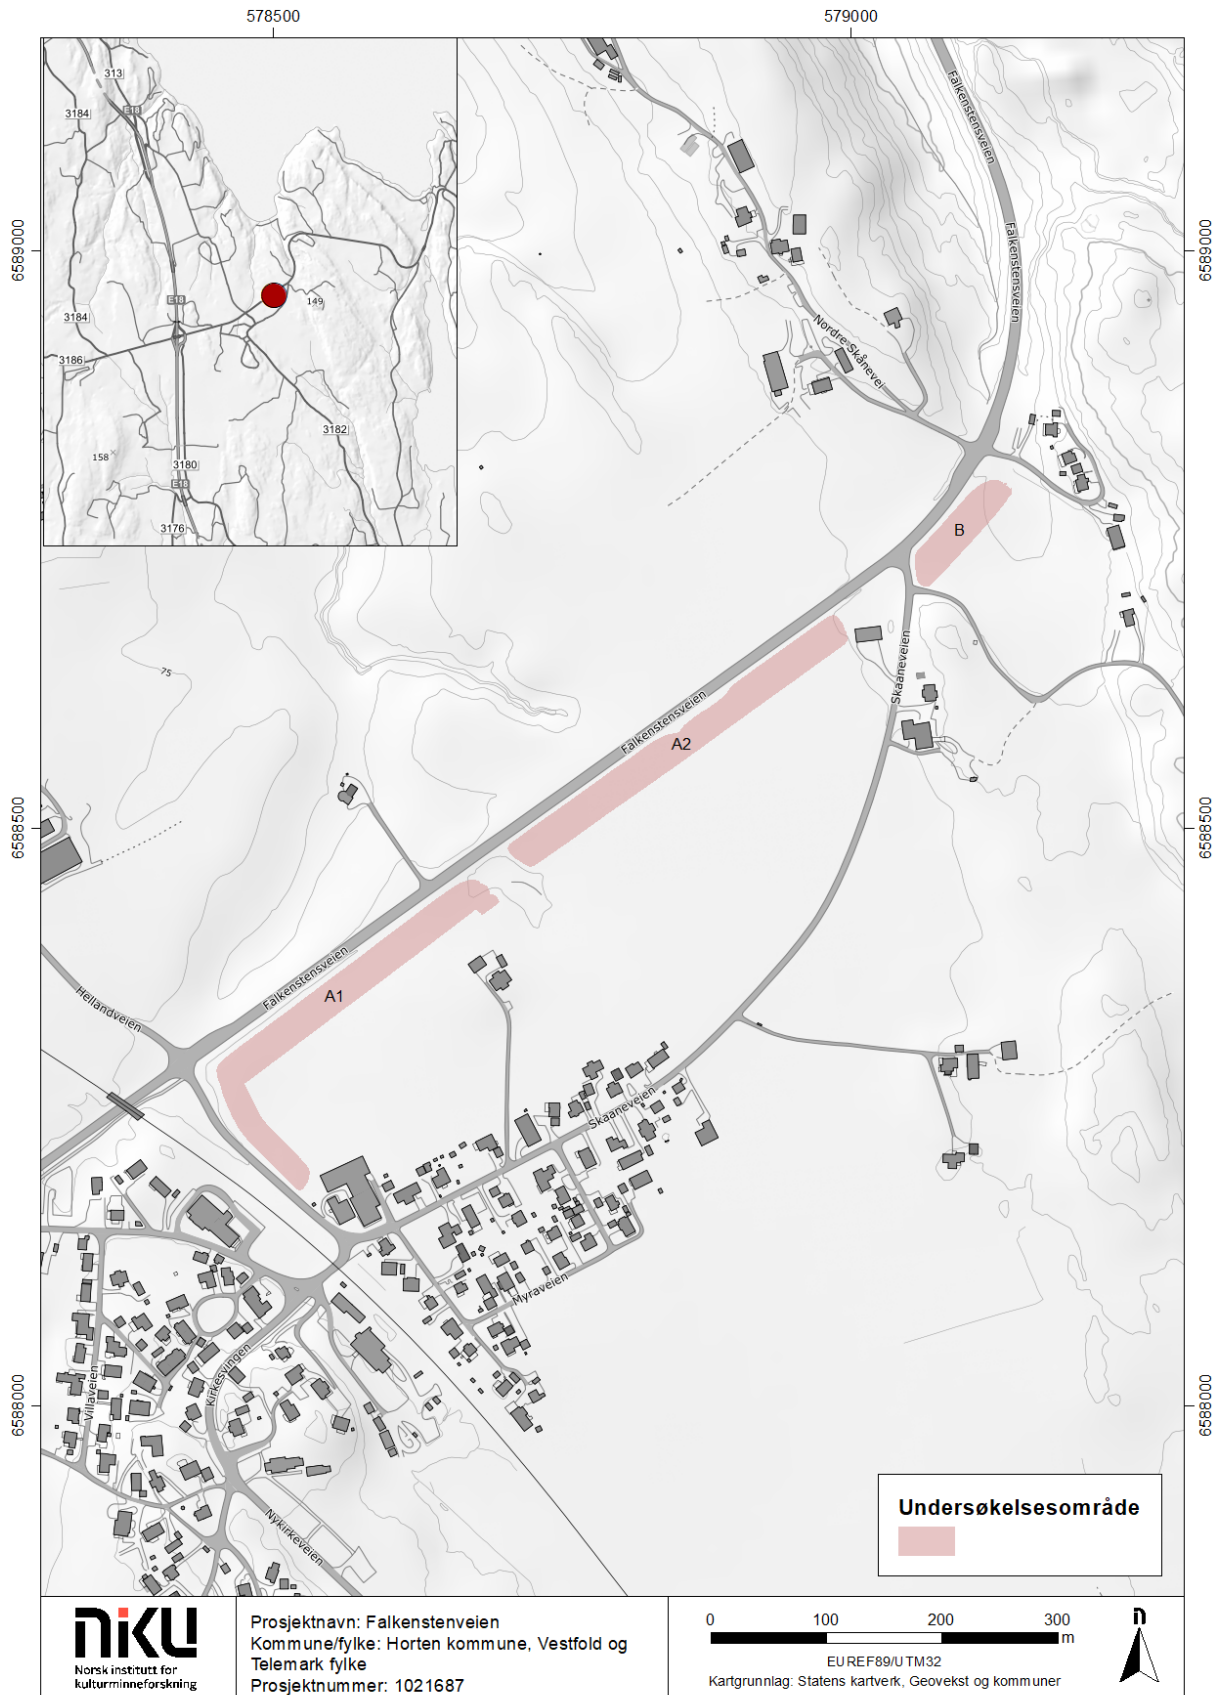 578500
579000
313
3184
E18
6589000
6589000
E18
149
3184
3186
3182
158
3180
E18
3176
Falkenstensveien
Falkenstensveien
Nordre Skånevei
B
75
Skaaneveien
Falkenstensveien
A2
6588500
6588500
Falkenstensveien
A1
Hellandveien
Skaaneveien
Myraveien
Kirkesvingen
Villaveien
6588000
6588000
Nykirkeveien
Undersøkelsesområde
NIKU
Norsk institutt for
kulturminneforskning
Prosjektnavn: Falkenstenveien
Kommune/fylke: Horten kommune, Vestfold og
Telemark fylke
Prosjektnummer: 1021687
0 100 200 300
m
EUREF89/UTM32
Kartgrunnlag: Statens kartverk, Geovekst og kommuner
n